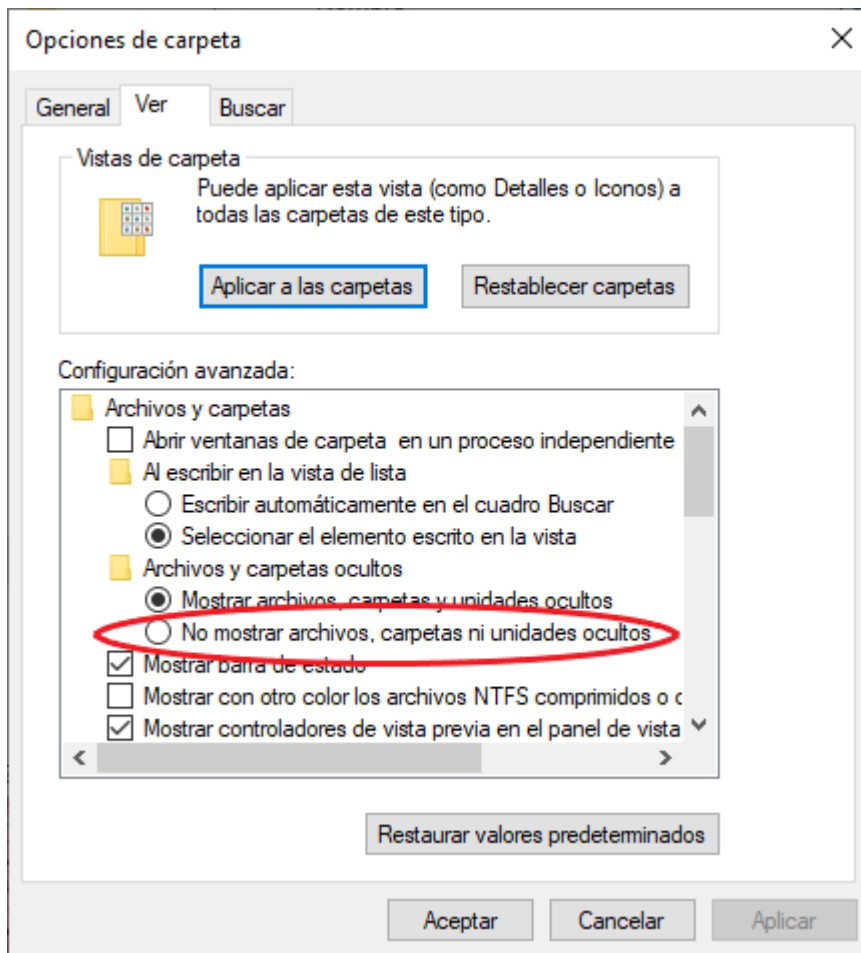 Opciones de carpeta
General Ver Buscar
Vistas de carpeta
Puede aplicar esta vista (como Detalles o Iconos) a
todas las carpetas de este tipo.
Aplicar a las carpetas Restablecer carpetas
Configuración avanzada:
Archivos y carpetas
Abrir ventanas de carpeta en un proceso independiente
Al escribir en la vista de lista
Escribir automáticamente en el cuadro Buscar
Seleccionar el elemento escrito en la vista
Archivos y carpetas ocultos
Mostrar archivos, carpetas y unidades ocultos
No mostrar archivos, carpetas ni unidades ocultos
Mostrar barra de estado
Mostrar con otro color los archivos NTFS comprimidos o c
Mostrar controladores de vista previa en el panel de vista
Restaurar valores predeterminados
Aceptar Cancelar Aplicar